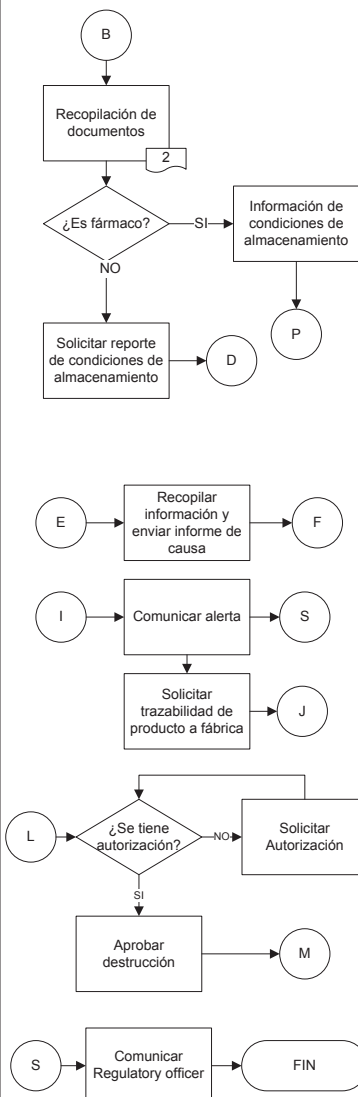 B
Recopilación de
documentos
2
¿Es fármaco?
SI
Información de
condiciones de
almacenamiento
NO
P
Solicitar reporte
de condiciones de
almacenamiento
D
E
Recopilar
información y
enviar informe de
causa
F
I
Comunicar alerta
S
Solicitar
trazabilidad de
producto a fábrica
J
L
¿Se tiene
autorización?
NO
Solicitar
Autorización
SI
Aprobar
destrucción
M
S
Comunicar
Regulatory officer
FIN